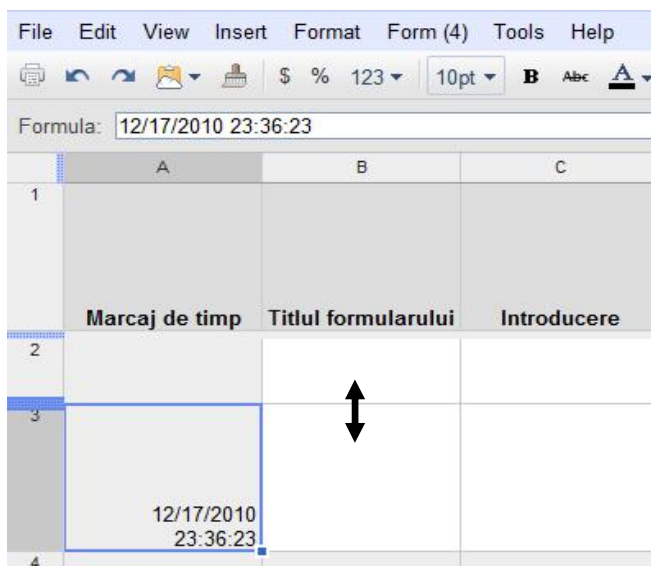 File Edit View Insert Format Form (4) Tools Help
$ % 123 10pt B Abc A
Formula: 12/17/2010 23:36:23
A B C
1
Marcaj de timp Titlul formularului Introducere
2
3
12/17/2010
23:36:23
4